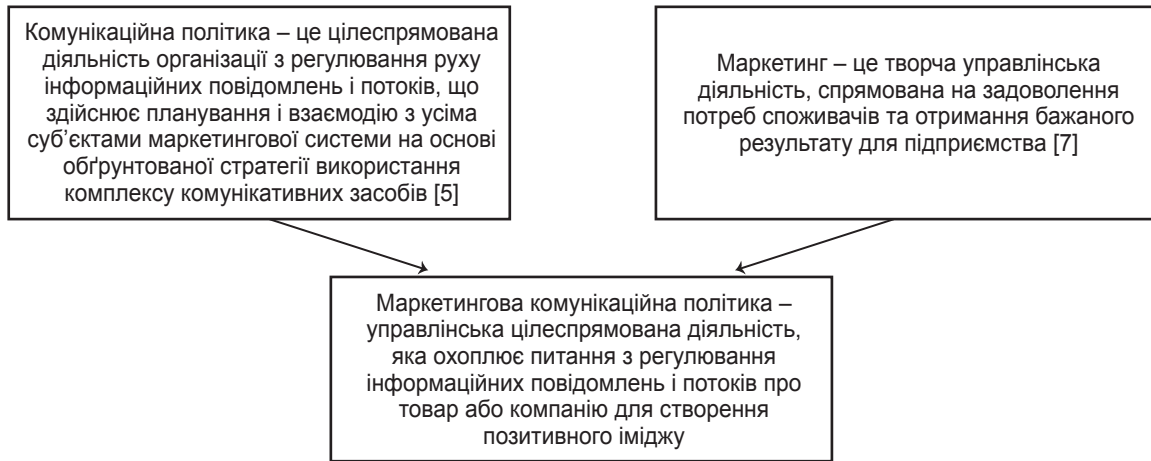 Комунікаційна політика – це цілеспрямована
діяльність організації з регулювання руху
інформаційних повідомлень і потоків, що
здійснює планування і взаємодію з усіма
суб’єктами маркетингової системи на основі
обґрунтованої стратегії використання
комплексу комунікативних засобів [5]
Маркетинг – це творча управлінська
діяльність, спрямована на задоволення
потреб споживачів та отримання бажаного
результату для підприємства [7]
Маркетингова комунікаційна політика –
управлінська цілеспрямована діяльність,
яка охоплює питання з регулювання
інформаційних повідомлень і потоків про
товар або компанію для створення
позитивного іміджу